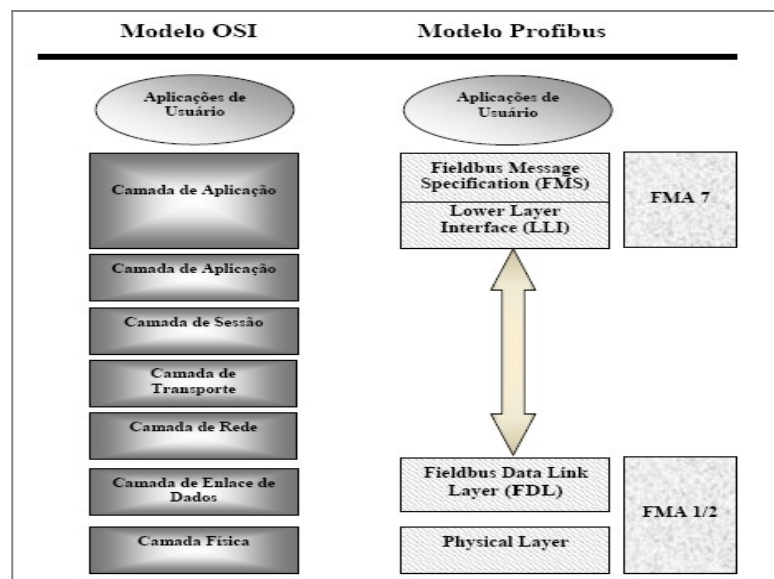 Modelo OSI
Modelo Profibus
Aplicações de
Usuário
Aplicações de
Usuário
Camada de Aplicação
Fieldbus Message
Specification (FMS)
Lower Layer
Interface (LLI)
FMA 7
Camada de Aplicação
Camada de Sessão
Camada de
Transporte
Camada de Rede
Camada de Enlace de
Dados
Fieldbus Data Link
Layer (FDL)
FMA 1/2
Camada Física
Physical Layer